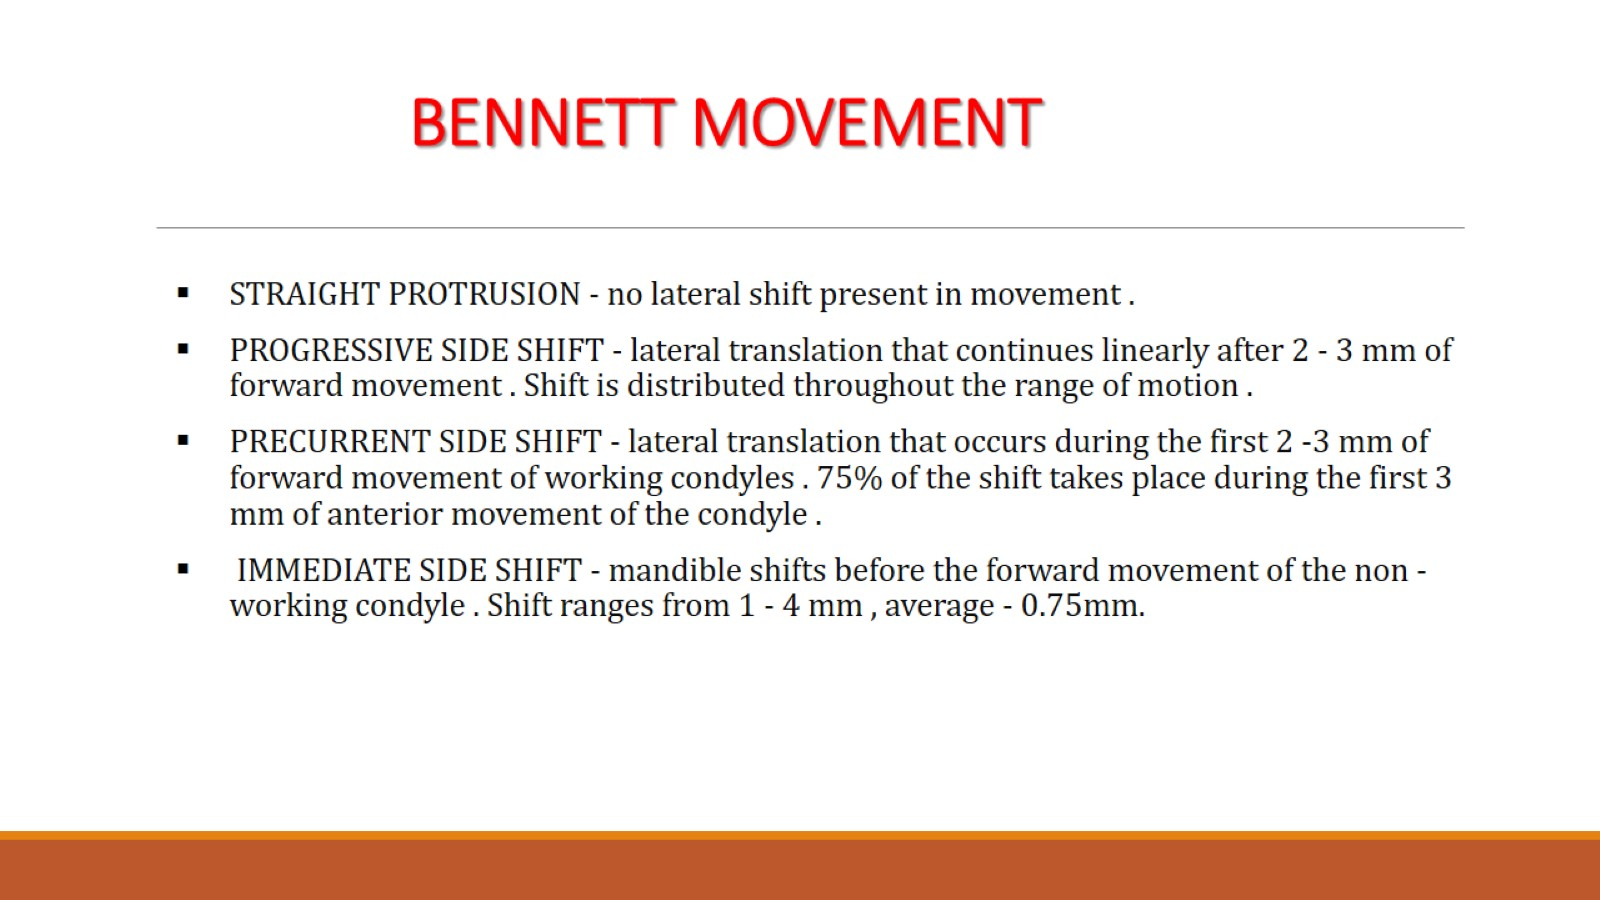 BENNETT MOVEMENT
▪ STRAIGHT PROTRUSION - no lateral shift present in movement .
▪ PROGRESSIVE SIDE SHIFT - lateral translation that continues linearly after 2 - 3 mm of
forward movement . Shift is distributed throughout the range of motion .
▪ PRECURRENT SIDE SHIFT - lateral translation that occurs during the first 2 -3 mm of
forward movement of working condyles . 75% of the shift takes place during the first 3
mm of anterior movement of the condyle .
▪ IMMEDIATE SIDE SHIFT - mandible shifts before the forward movement of the non -
working condyle . Shift ranges from 1 - 4 mm , average - 0.75mm.